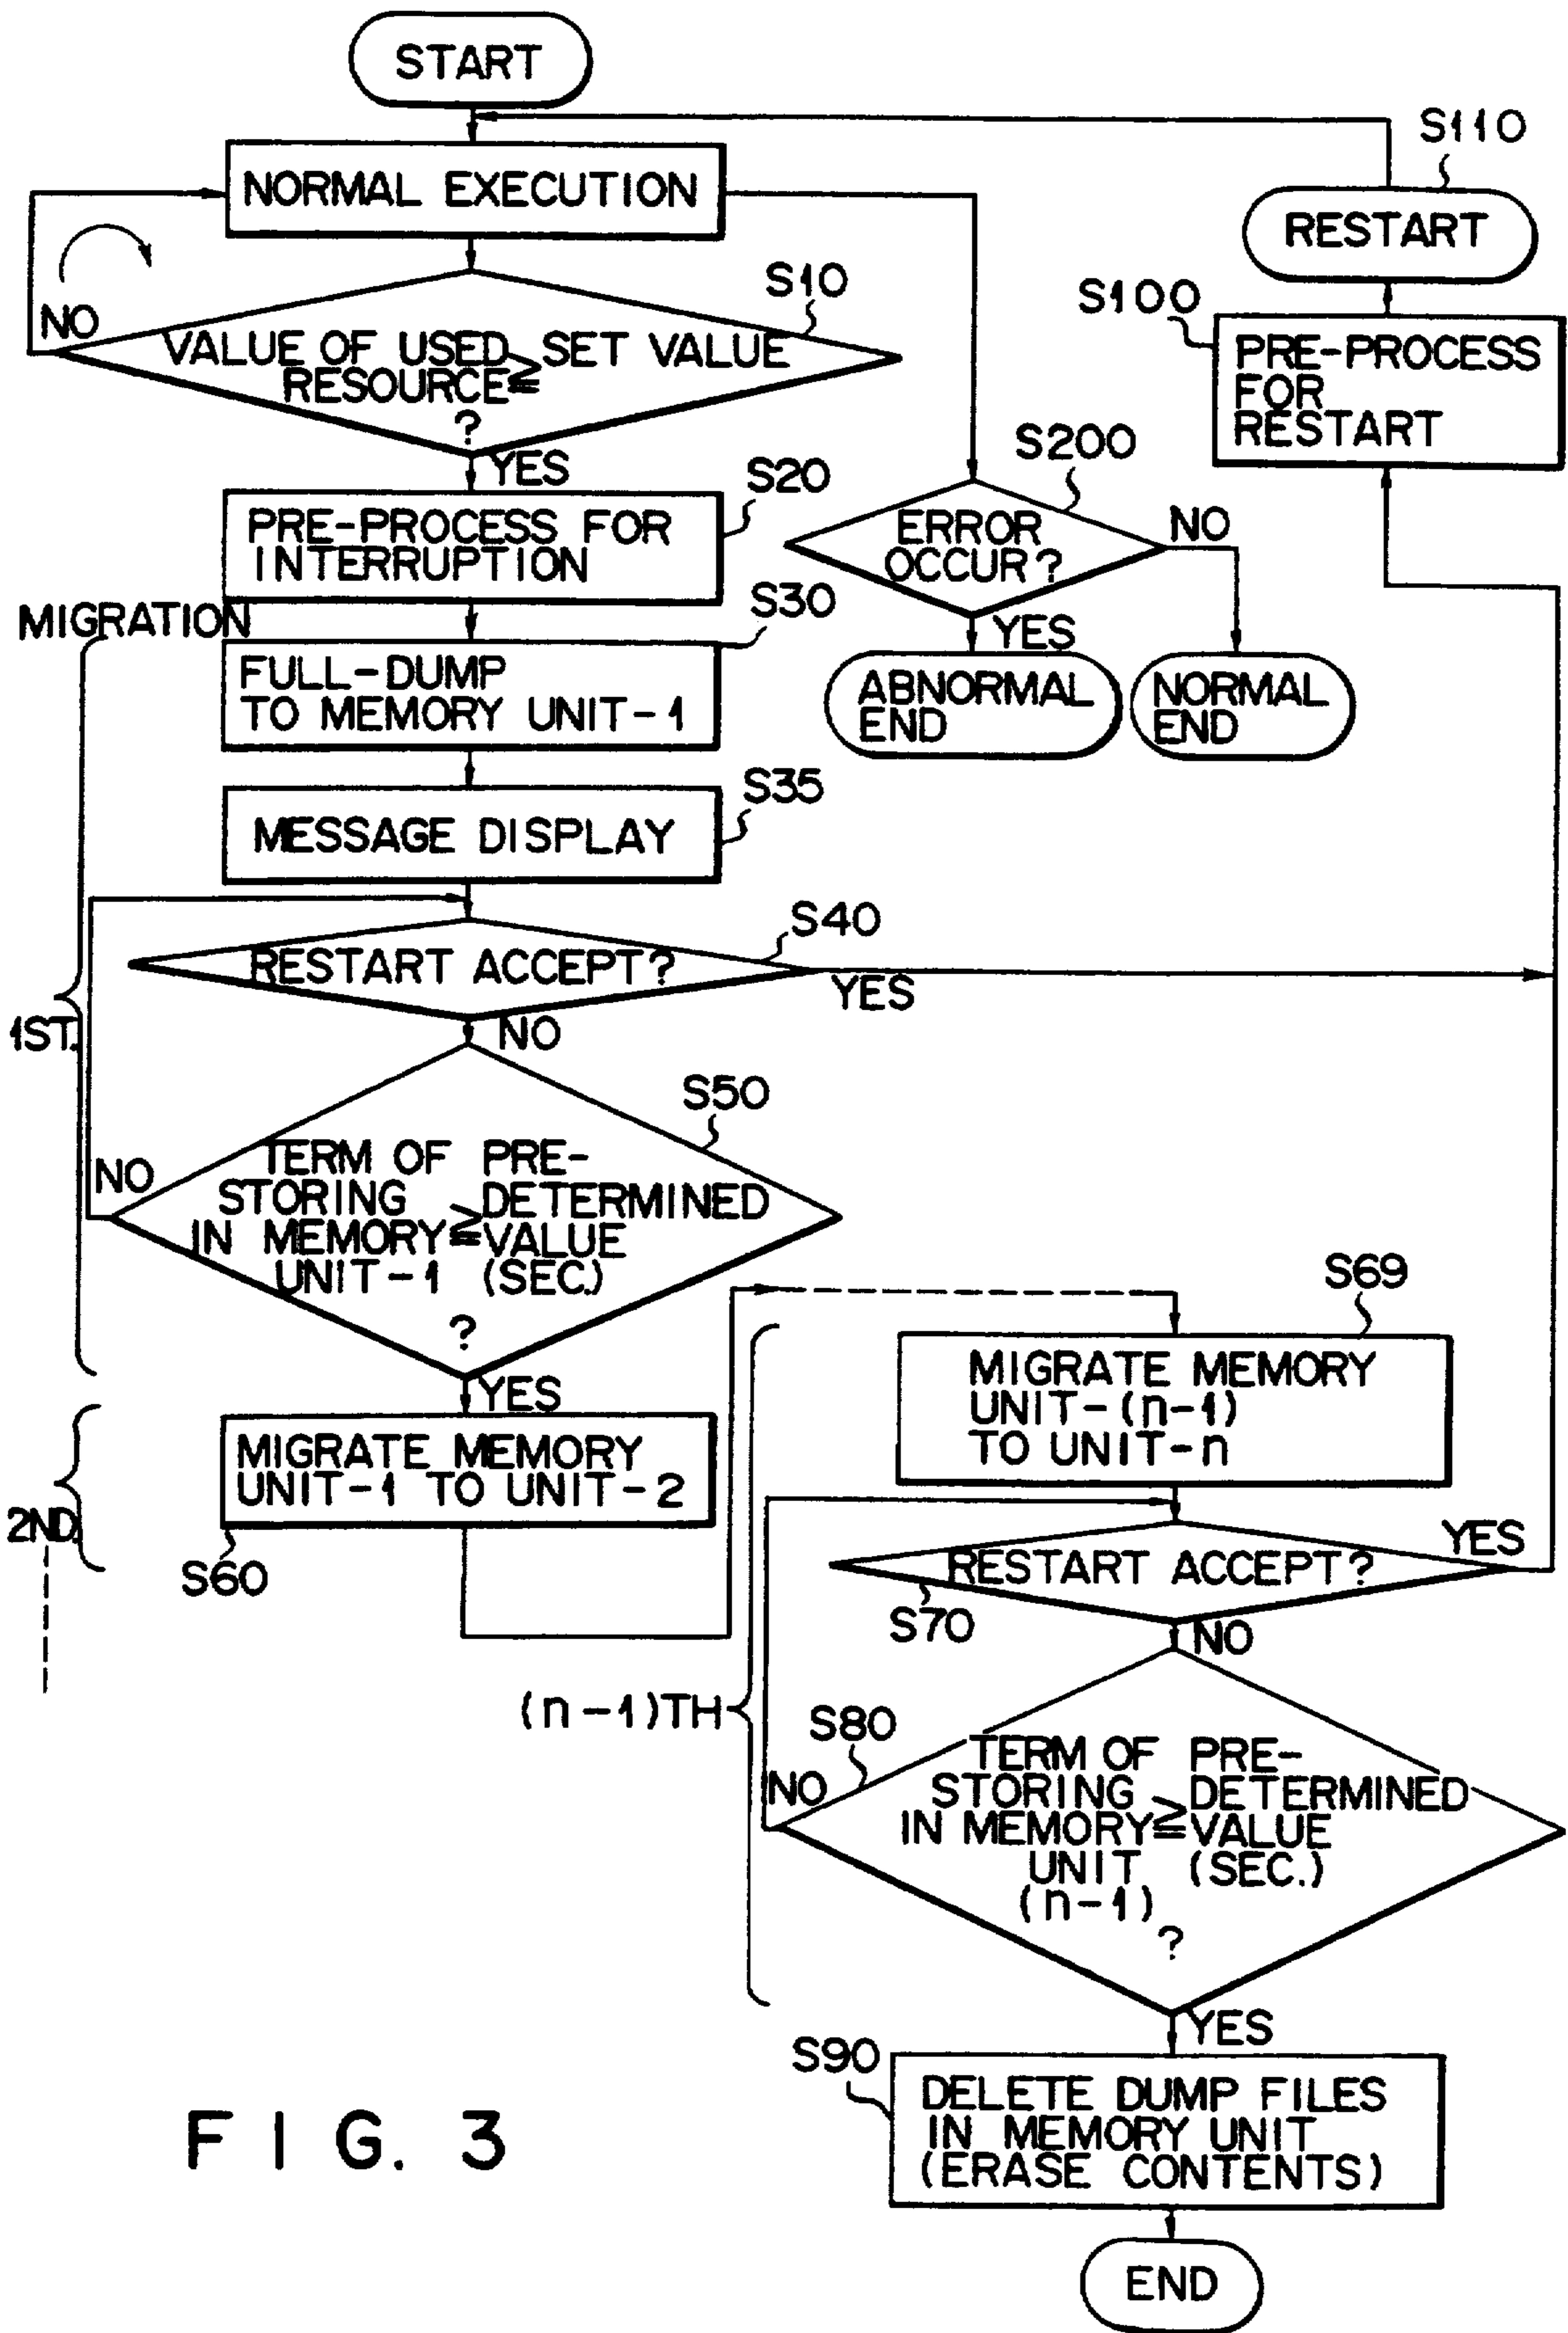 START
S110
NORMAL EXECUTION
RESTART
S10
S100
NO
VALUE OF USED ≧ SET VALUE
RESOURCE
?
PRE-PROCESS
FOR
RESTART
YES
S20
S200
PRE-PROCESS FOR
INTERRUPTION
ERROR
OCCUR?
NO
YES
MIGRATION
S30
FULL-DUMP
TO MEMORY UNIT-1
ABNORMAL
END
NORMAL
END
S35
MESSAGE DISPLAY
S40
RESTART ACCEPT?
YES
1ST.
NO
S50
NO
TERM OF PRE-
STORING DETERMINED
IN MEMORY ≧ VALUE
UNIT-1 (SEC.)
?
YES
S69
MIGRATE MEMORY
UNIT-(n-1)
TO UNIT-n
MIGRATE MEMORY
UNIT-1 TO UNIT-2
2ND.
S60
RESTART ACCEPT?
YES
S70
NO
(n-1)TH
S80
NO
TERM OF PRE-
STORING DETERMINED
IN MEMORY ≧ VALUE
UNIT (SEC.)
(n-1)
?
YES
S90
DELETE DUMP FILES
IN MEMORY UNIT
(ERASE CONTENTS)
FIG. 3
END